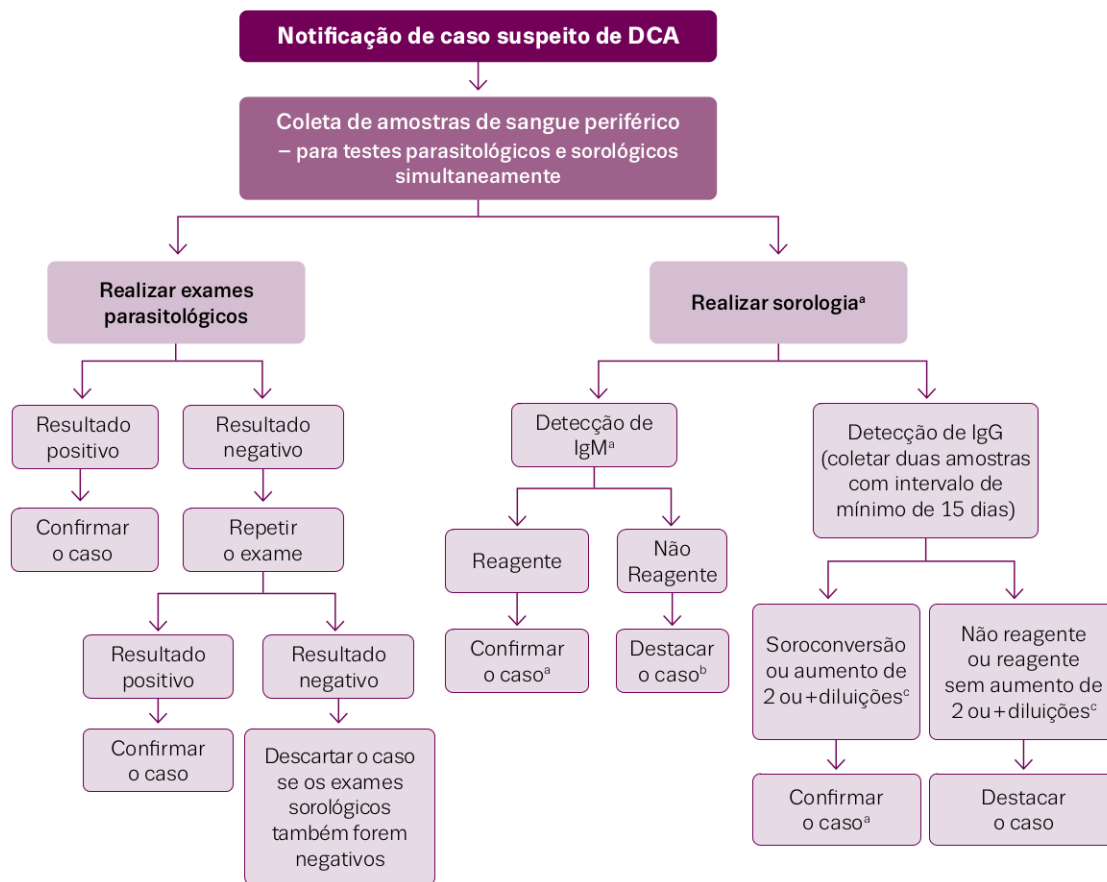 Notificação de caso suspeito de DCA
Coleta de amostras de sangue periférico
– para testes parasitológicos e sorológicos
simultaneamente
Realizar exames
parasitológicos
Resultado
positivo
Confirmar
o caso
Resultado
negativo
Repetir
o exame
Resultado
positivo
Confirmar
o caso
Resultado
negativo
Descartar o caso
se os exames
sorológicos
também forem
negativos
Realizar sorologiaᵃ
Detecção de
IgMᵃ
Reagente
Confirmar
o casoᵃ
Não
Reagente
Destacar
o casoᵇ
Detecção de IgG
(coletar duas amostras
com intervalo de
mínimo de 15 dias)
Soroconversão
ou aumento de
2 ou+diluiçõesᶜ
Confirmar
o casoᵃ
Não reagente
ou reagente
sem aumento de
2 ou+diluiçõesᶜ
Destacar
o caso